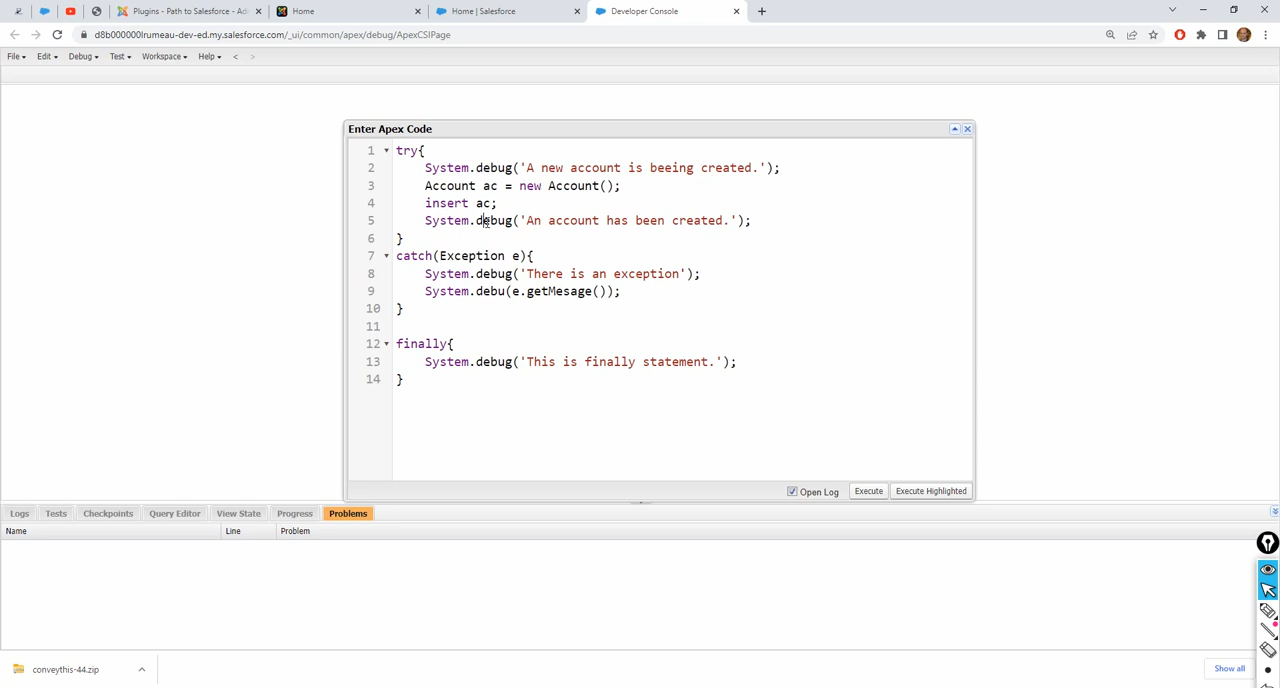 Plugins - Path to Salesforce - Ad
Home
Home | Salesforce
Developer Console
d8b000000lrumeau-dev-ed.my.salesforce.com/_ui/common/apex/debug/ApexCSIPage
File Edit Debug Test Workspace Help < >
Enter Apex Code
1 try{
2 System.debug('A new account is beeing created.');
3 Account ac = new Account();
4 insert ac;
5 System.debug('An account has been created.');
6 }
7 catch(Exception e){
8 System.debug('There is an exception');
9 System.debu(e.getMesage());
10 }
11
12 finally{
13 System.debug('This is finally statement.');
14 }
Open Log Execute Execute Highlighted
Logs Tests Checkpoints Query Editor View State Progress Problems
Name Line Problem
conveythis-44.zip
Show all